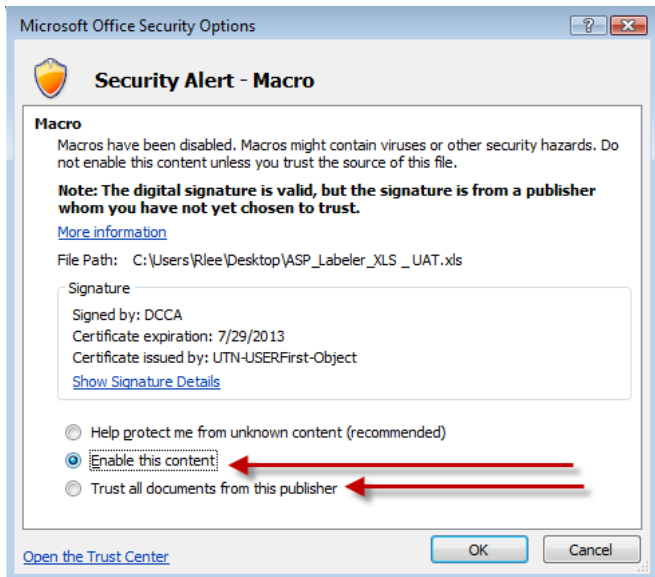 Microsoft Office Security Options
Security Alert - Macro
Macro
Macros have been disabled. Macros might contain viruses or other security hazards. Do
not enable this content unless you trust the source of this file.
Note: The digital signature is valid, but the signature is from a publisher
whom you have not yet chosen to trust.
More information
File Path: C:\Users\Rlee\Desktop\ASP_Labeler_XLS _ UAT.xls
Signature
Signed by: DCCA
Certificate expiration: 7/29/2013
Certificate issued by: UTN-USERFirst-Object
Show Signature Details
Help protect me from unknown content (recommended)
Enable this content
Trust all documents from this publisher
Open the Trust Center
OK
Cancel